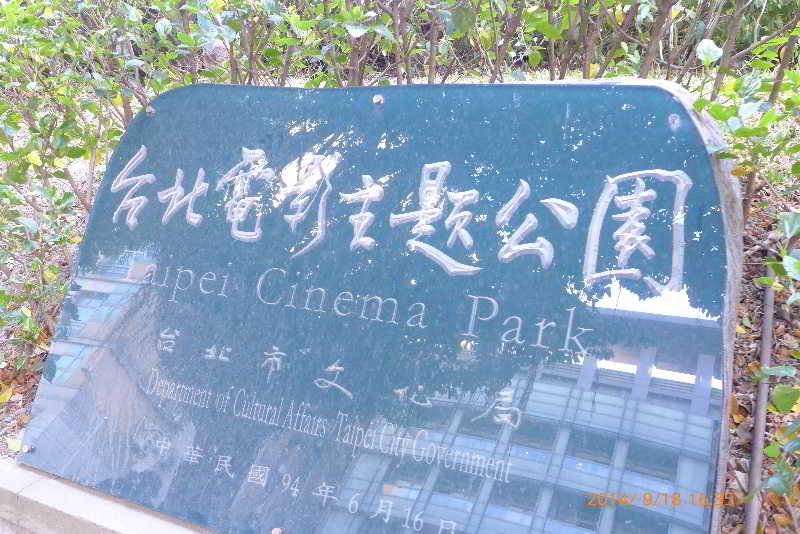 台北電影主題公園
Taipei Cinema Park
台北市文化局
Department of Cultural Affairs Taipei City Government
中華民國94年6月16日
2014/ 9/18 16:35